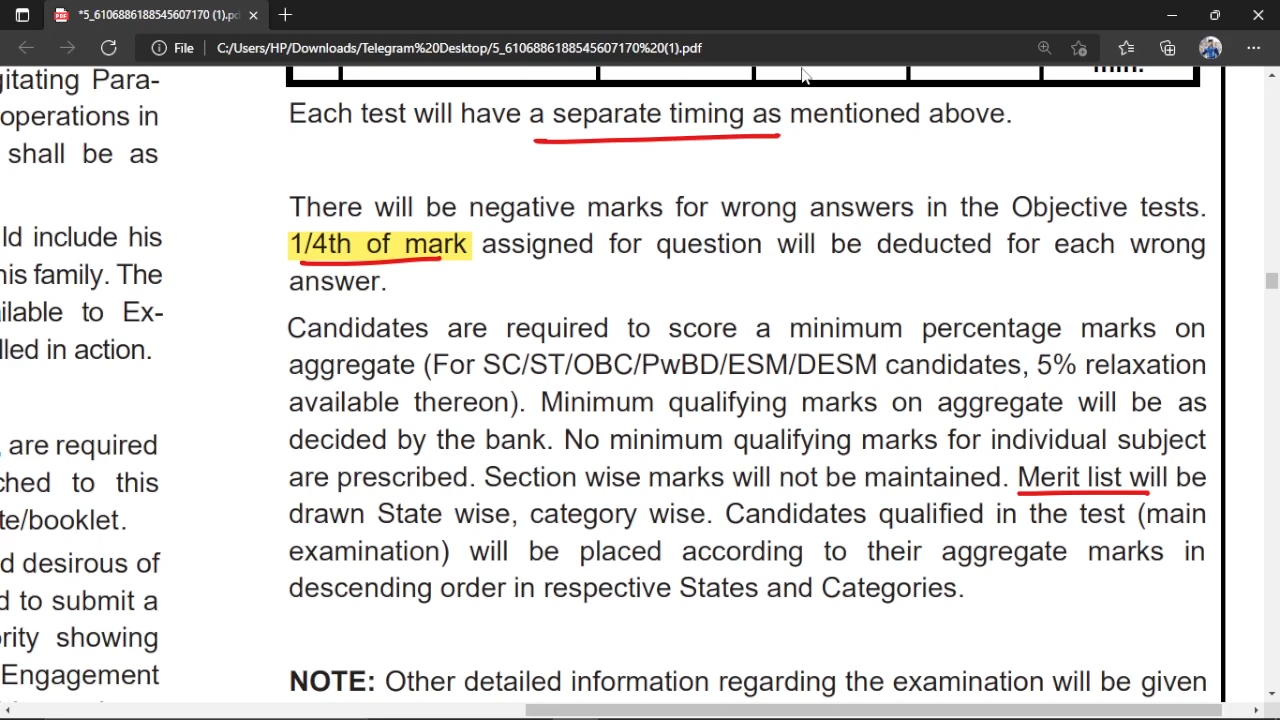 *5_6106886188545607170 (1).pd
File
C:/Users/HP/Downloads/Telegram%20Desktop/5_6106886188545607170%20(1).pdf
gitating Para-
operations in
shall be as
ld include his
his family. The
ilable to Ex-
lled in action.
, are required
ched to this
te/booklet.
d desirous of
d to submit a
ority showing
Engagement
min.
Each test will have a separate timing as mentioned above.
There will be negative marks for wrong answers in the Objective tests.
1/4th of mark assigned for question will be deducted for each wrong
answer.
Candidates are required to score a minimum percentage marks on
aggregate (For SC/ST/OBC/PwBD/ESM/DESM candidates, 5% relaxation
available thereon). Minimum qualifying marks on aggregate will be as
decided by the bank. No minimum qualifying marks for individual subject
are prescribed. Section wise marks will not be maintained. Merit list will be
drawn State wise, category wise. Candidates qualified in the test (main
examination) will be placed according to their aggregate marks in
descending order in respective States and Categories.
NOTE: Other detailed information regarding the examination will be given